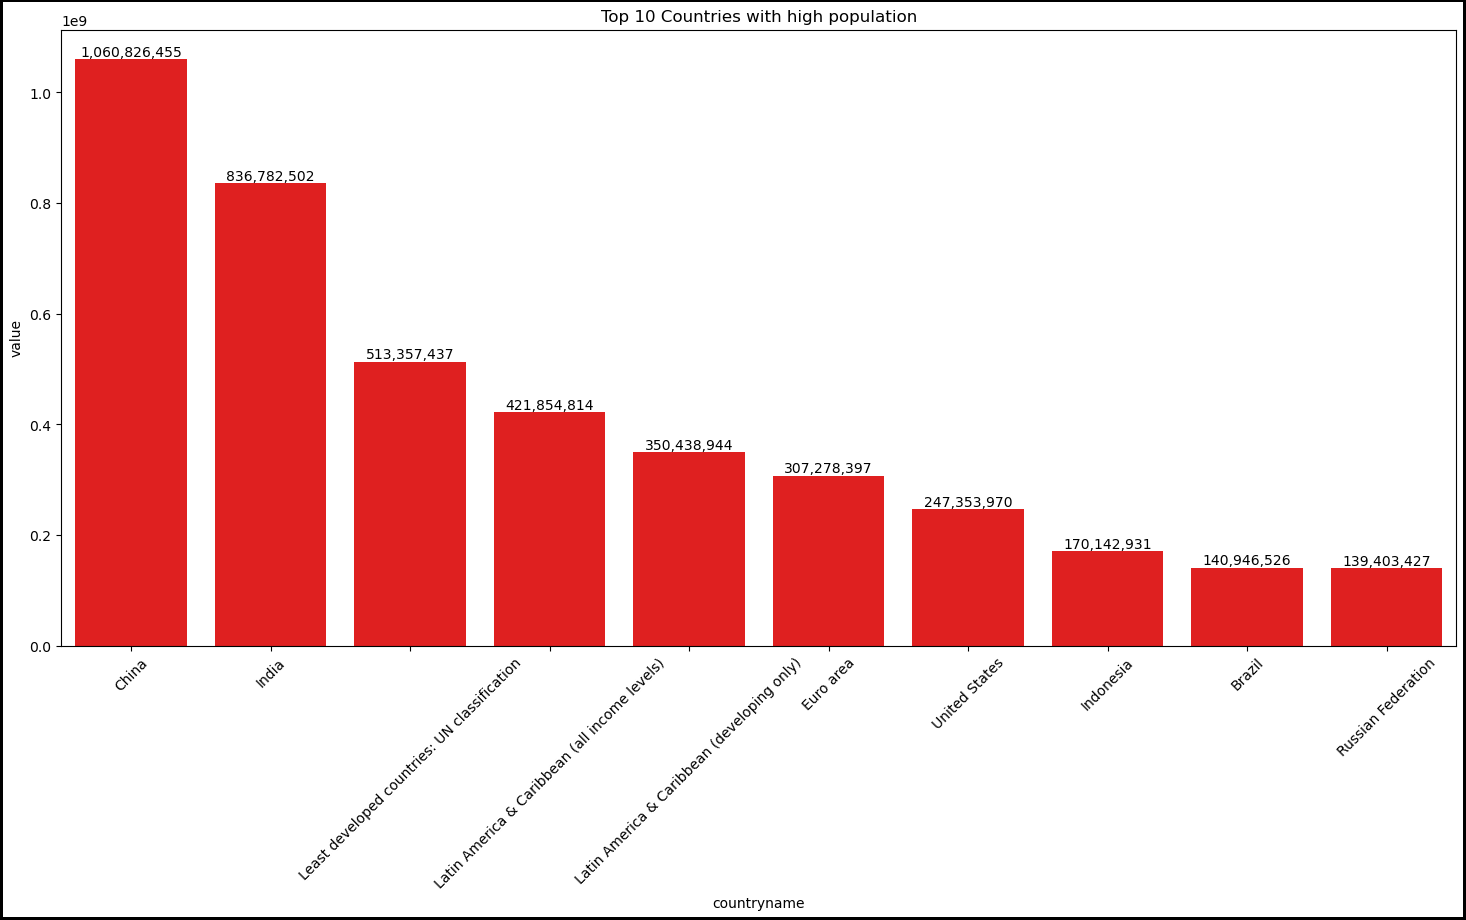 Top 10 Countries with high population
1e9
1,060,826,455
836,782,502
513,357,437
421,854,814
350,438,944
307,278,397
247,353,970
170,142,931
140,946,526
139,403,427
1.0
0.8
0.6
0.4
0.2
0.0
value
China
India
Least developed countries: UN classification
Latin America & Caribbean (all income levels)
Latin America & Caribbean (developing only)
Euro area
United States
Indonesia
Brazil
Russian Federation
countryname